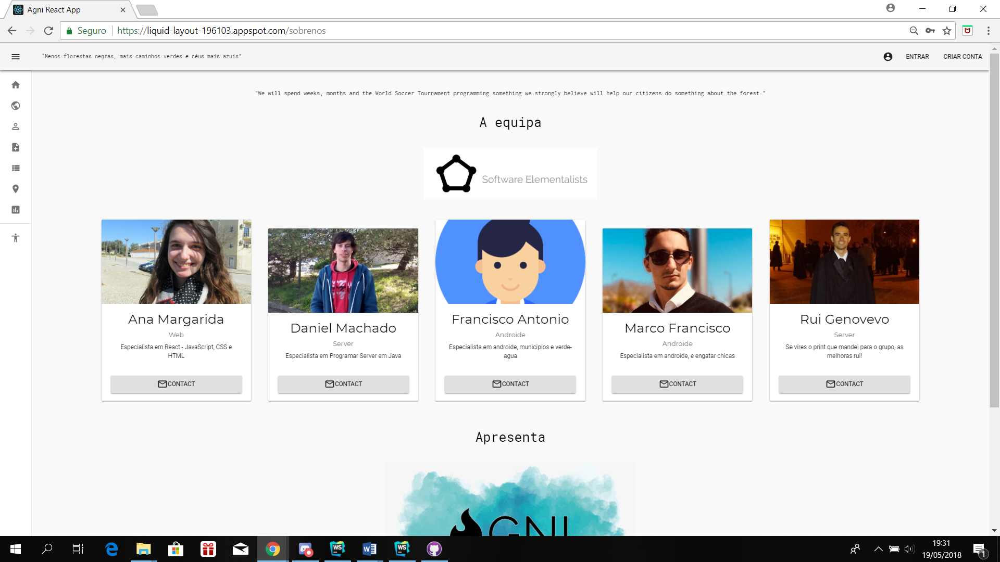 Agni React App
Seguro
https://liquid-layout-196103.appspot.com/sobrenos
"Menos florestas negras, mais caminhos verdes e céus mais azuis"
ENTRAR
CRIAR CONTA
"We will spend weeks, months and the World Soccer Tournament programming something we strongly believe will help our citizens do something about the forest."
A equipa
Software Elementalists
Ana Margarida
Web
Especialista em React - JavaScript, CSS e
HTML
CONTACT
Daniel Machado
Server
Especialista em Programar Server em Java
CONTACT
Francisco Antonio
Androide
Especialista em androide, municipios e verde-
agua
CONTACT
Marco Francisco
Androide
Especialista em androide, e engatar chicas
CONTACT
Rui Genovevo
Server
Se vires o print que mandei para o grupo, as
melhoras rui!
CONTACT
Apresenta
GNI
WS
W
WS
19:31
19/05/2018
1